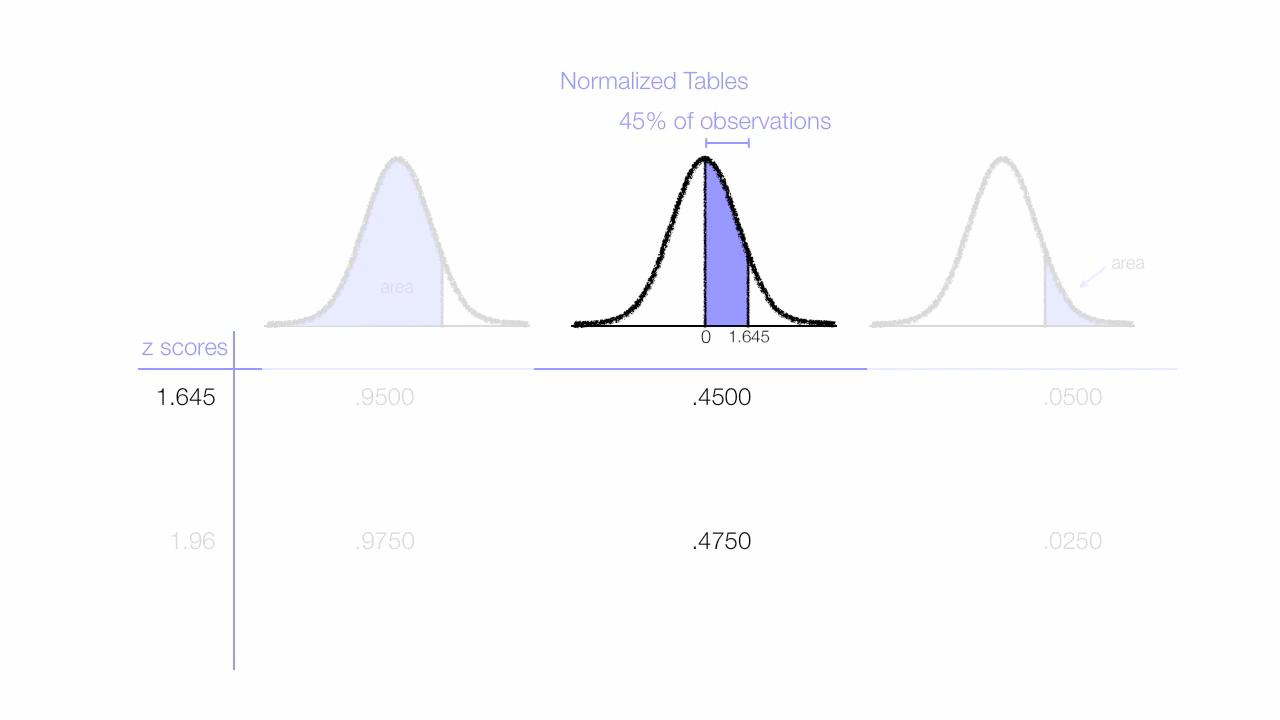 Normalized Tables
45% of observations
area
area
0 1.645
z scores
1.645 .9500 .4500 .0500
1.96 .9750 .4750 .0250